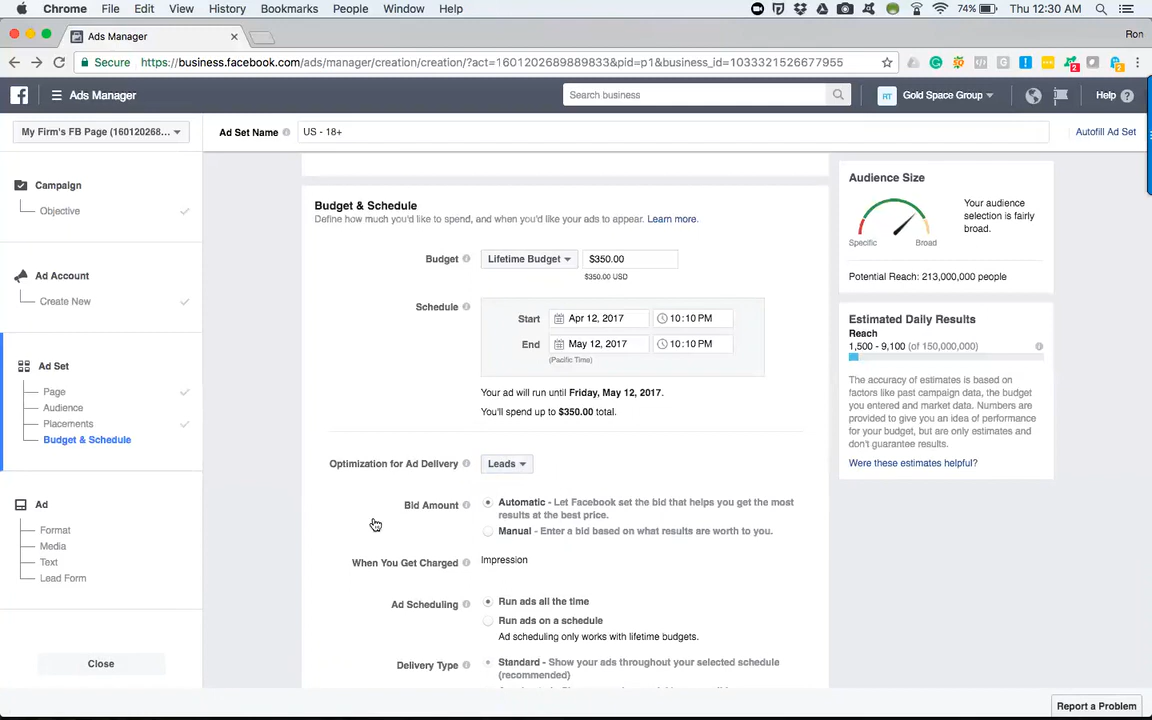 Chrome File Edit View History Bookmarks People Window Help 74% Thu 12:30 AM
Ads Manager Ron
Secure https://business.facebook.com/ads/manager/creation/creation/?act=1601202689889833&pid=p1&business_id=1033321526677955
Ads Manager Search business RT Gold Space Group Help
My Firm's FB Page (160120268... Ad Set Name US - 18+ Autofill Ad Set
Campaign
Objective
Ad Account
Create New
Ad Set
Page
Audience
Placements
Budget & Schedule
Ad
Format
Media
Text
Lead Form
Close
Budget & Schedule
Define how much you'd like to spend, and when you'd like your ads to appear. Learn more.
Budget Lifetime Budget $350.00
$350.00 USD
Schedule
Start Apr 12, 2017 10:10 PM
End May 12, 2017 10:10 PM
(Pacific Time)
Your ad will run until Friday, May 12, 2017.
You'll spend up to $350.00 total.
Optimization for Ad Delivery Leads
Bid Amount Automatic - Let Facebook set the bid that helps you get the most
results at the best price.
Manual - Enter a bid based on what results are worth to you.
When You Get Charged Impression
Ad Scheduling Run ads all the time
Run ads on a schedule
Ad scheduling only works with lifetime budgets.
Delivery Type Standard - Show your ads throughout your selected schedule
(recommended)
Audience Size
Your audience
selection is fairly
broad.
Specific Broad
Potential Reach: 213,000,000 people
Estimated Daily Results
Reach
1,500 - 9,100 (of 150,000,000)
The accuracy of estimates is based on
factors like past campaign data, the budget
you entered and market data. Numbers are
provided to give you an idea of performance
for your budget, but are only estimates and
don't guarantee results.
Were these estimates helpful?
Report a Problem